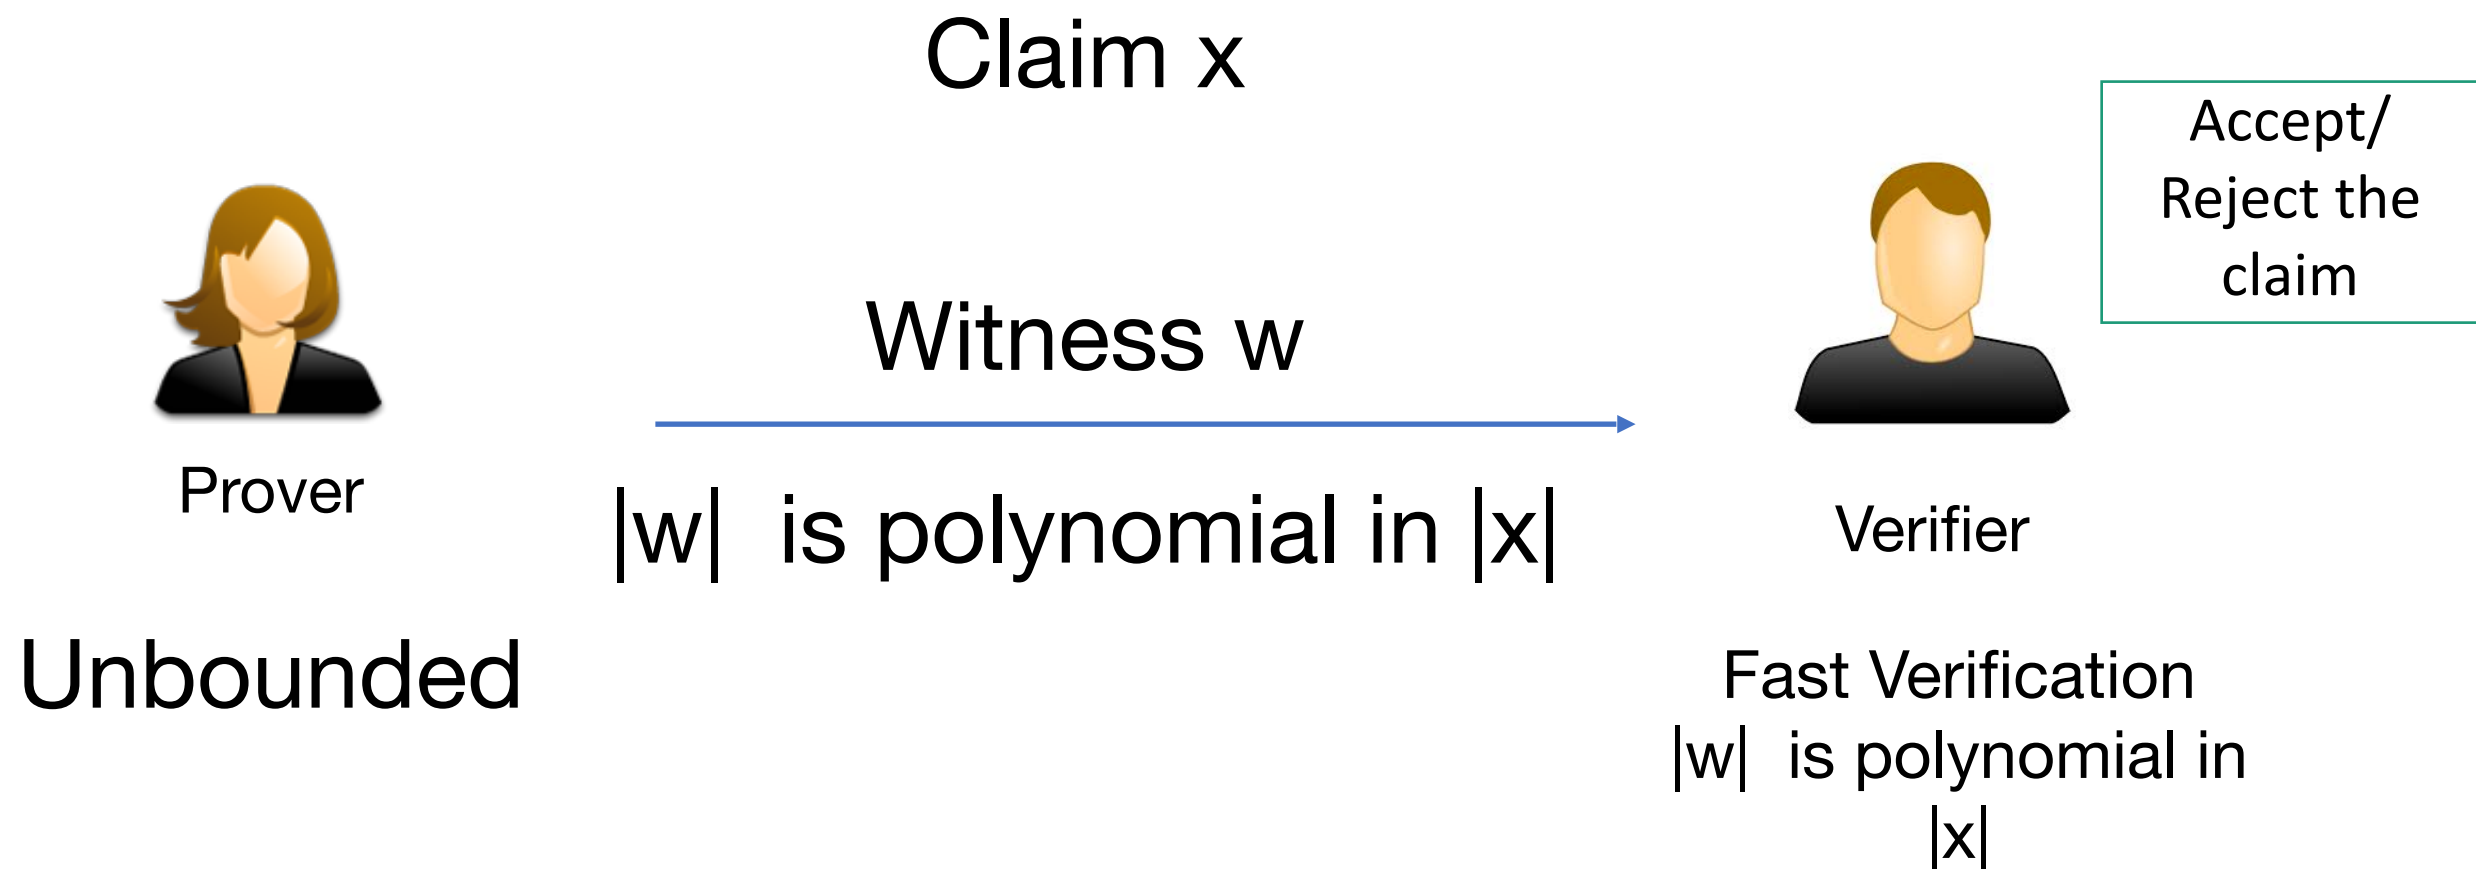 Claim x
Accept/
Reject the
claim
Witness w
Prover
|w|  is polynomial in |x|
Verifier
Unbounded
Fast Verification
|w|  is polynomial in
|x|